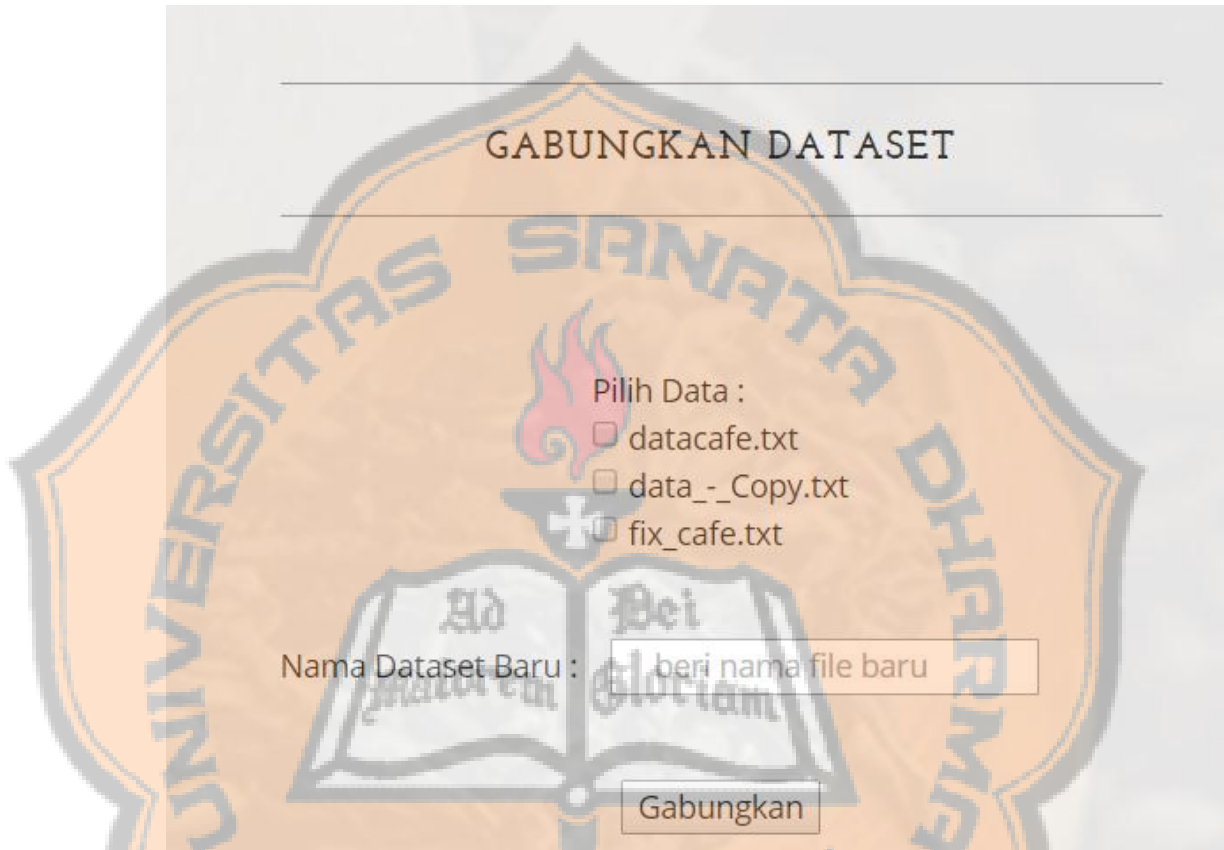 GABUNGKAN DATASET
UNIVERSITAS SANATA DHARMA
Pilih Data :
datacafe.txt
data_-_Copy.txt
fix_cafe.txt
Ad Dei
Maiorem Gloriam
Nama Dataset Baru : beri nama file baru
Gabungkan